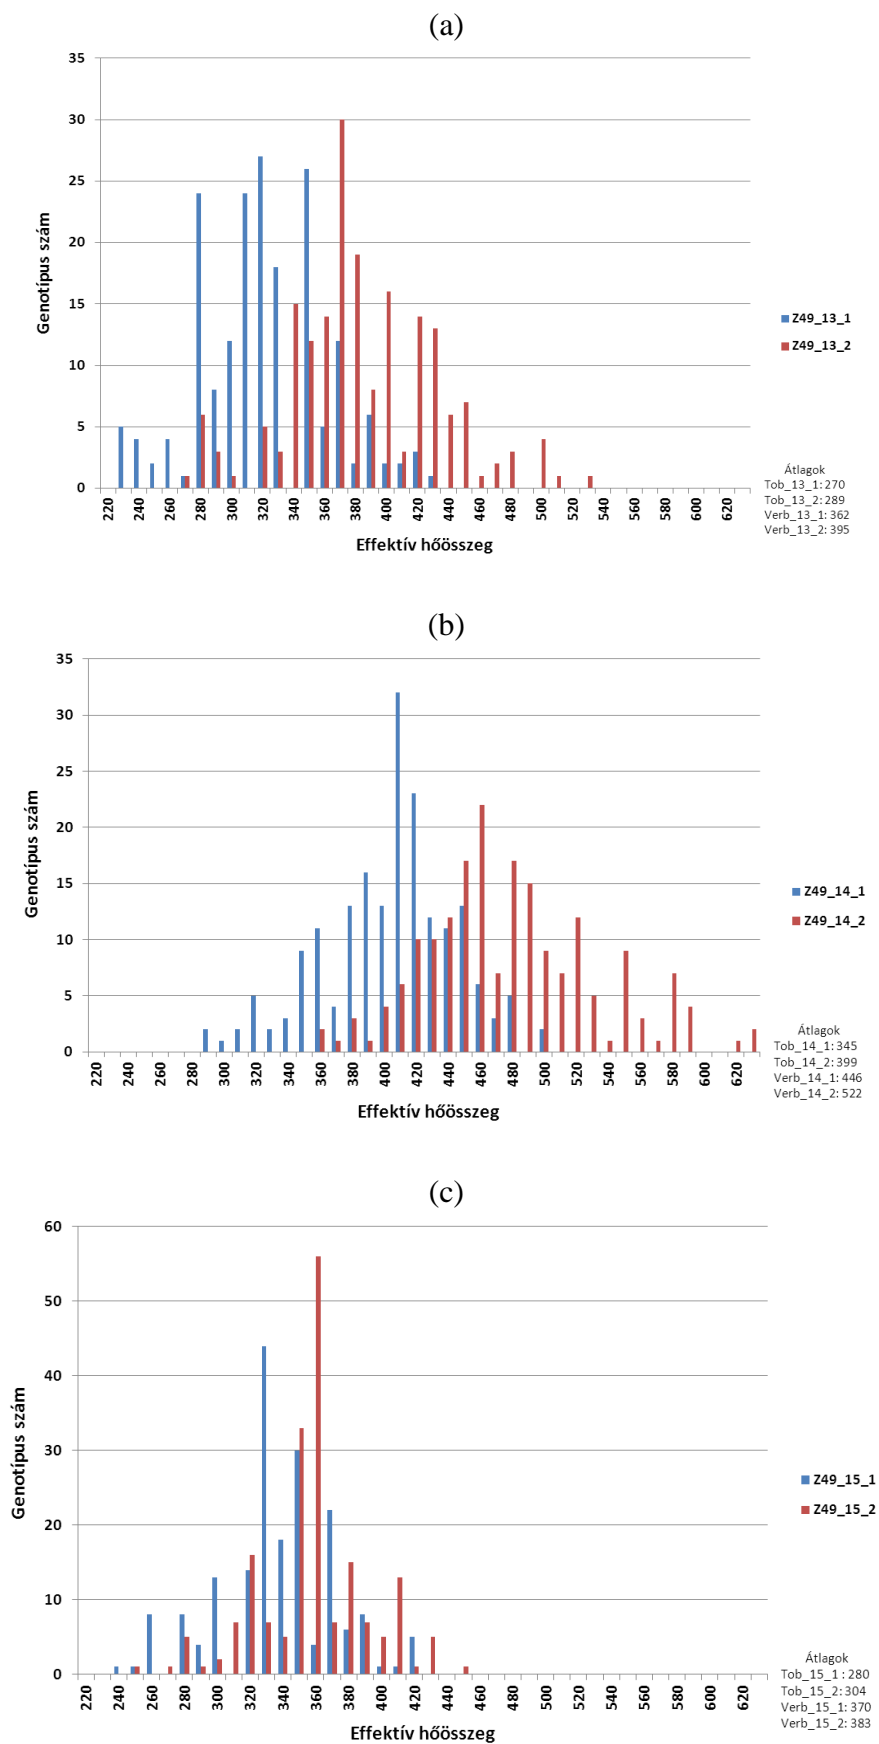 (a)
35
30
25
20
15
10
5
0
Genotípus szám
220 240 260 280 300 320 340 360 380 400 420 440 460 480 500 520 540 560 580 600 620
Effektív hőösszeg
Z49_13_1
Z49_13_2
Átlagok
Tob_13_1: 270
Tob_13_2: 289
Verb_13_1: 362
Verb_13_2: 395
(b)
35
30
25
20
15
10
5
0
Genotípus szám
220 240 260 280 300 320 340 360 380 400 420 440 460 480 500 520 540 560 580 600 620
Effektív hőösszeg
Z49_14_1
Z49_14_2
Átlagok
Tob_14_1: 345
Tob_14_2: 399
Verb_14_1: 446
Verb_14_2: 522
(c)
60
50
40
30
20
10
0
Genotípus szám
220 240 260 280 300 320 340 360 380 400 420 440 460 480 500 520 540 560 580 600 620
Effektív hőösszeg
Z49_15_1
Z49_15_2
Átlagok
Tob_15_1 : 280
Tob_15_2: 304
Verb_15_1: 370
Verb_15_2: 383